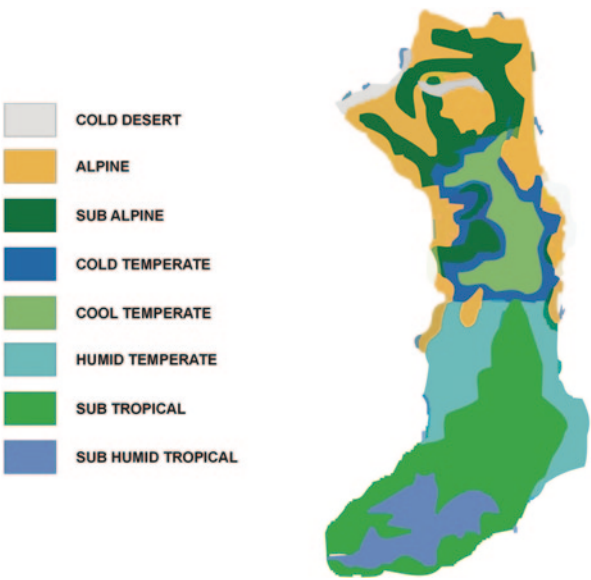 COLD DESERT
ALPINE
SUB ALPINE
COLD TEMPERATE
COOL TEMPERATE
HUMID TEMPERATE
SUB TROPICAL
SUB HUMID TROPICAL